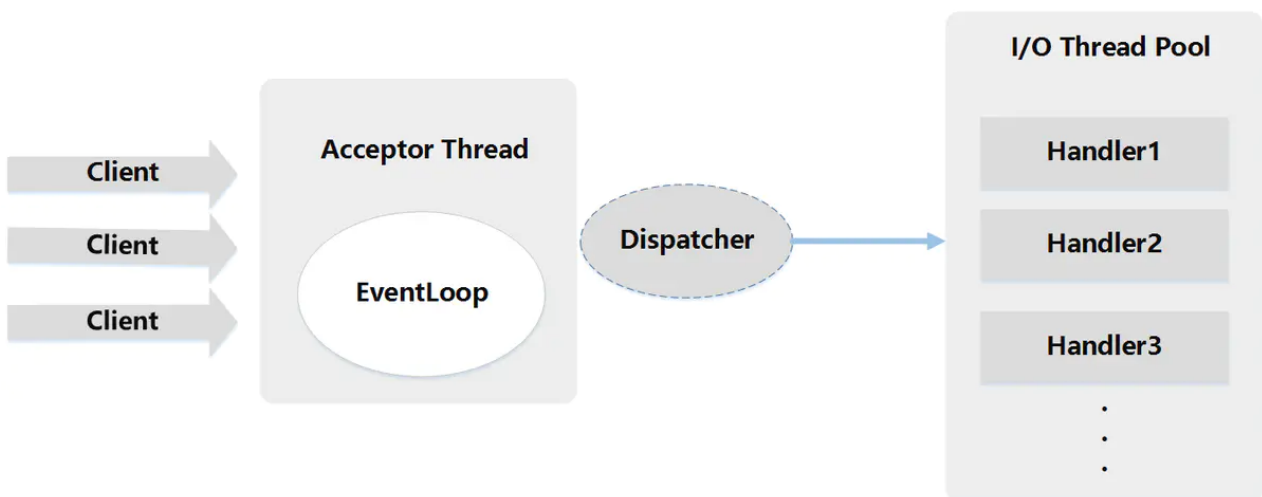 I/O Thread Pool
Acceptor Thread
Handler1
Client
Dispatcher
Handler2
Client
EventLoop
Client
Handler3